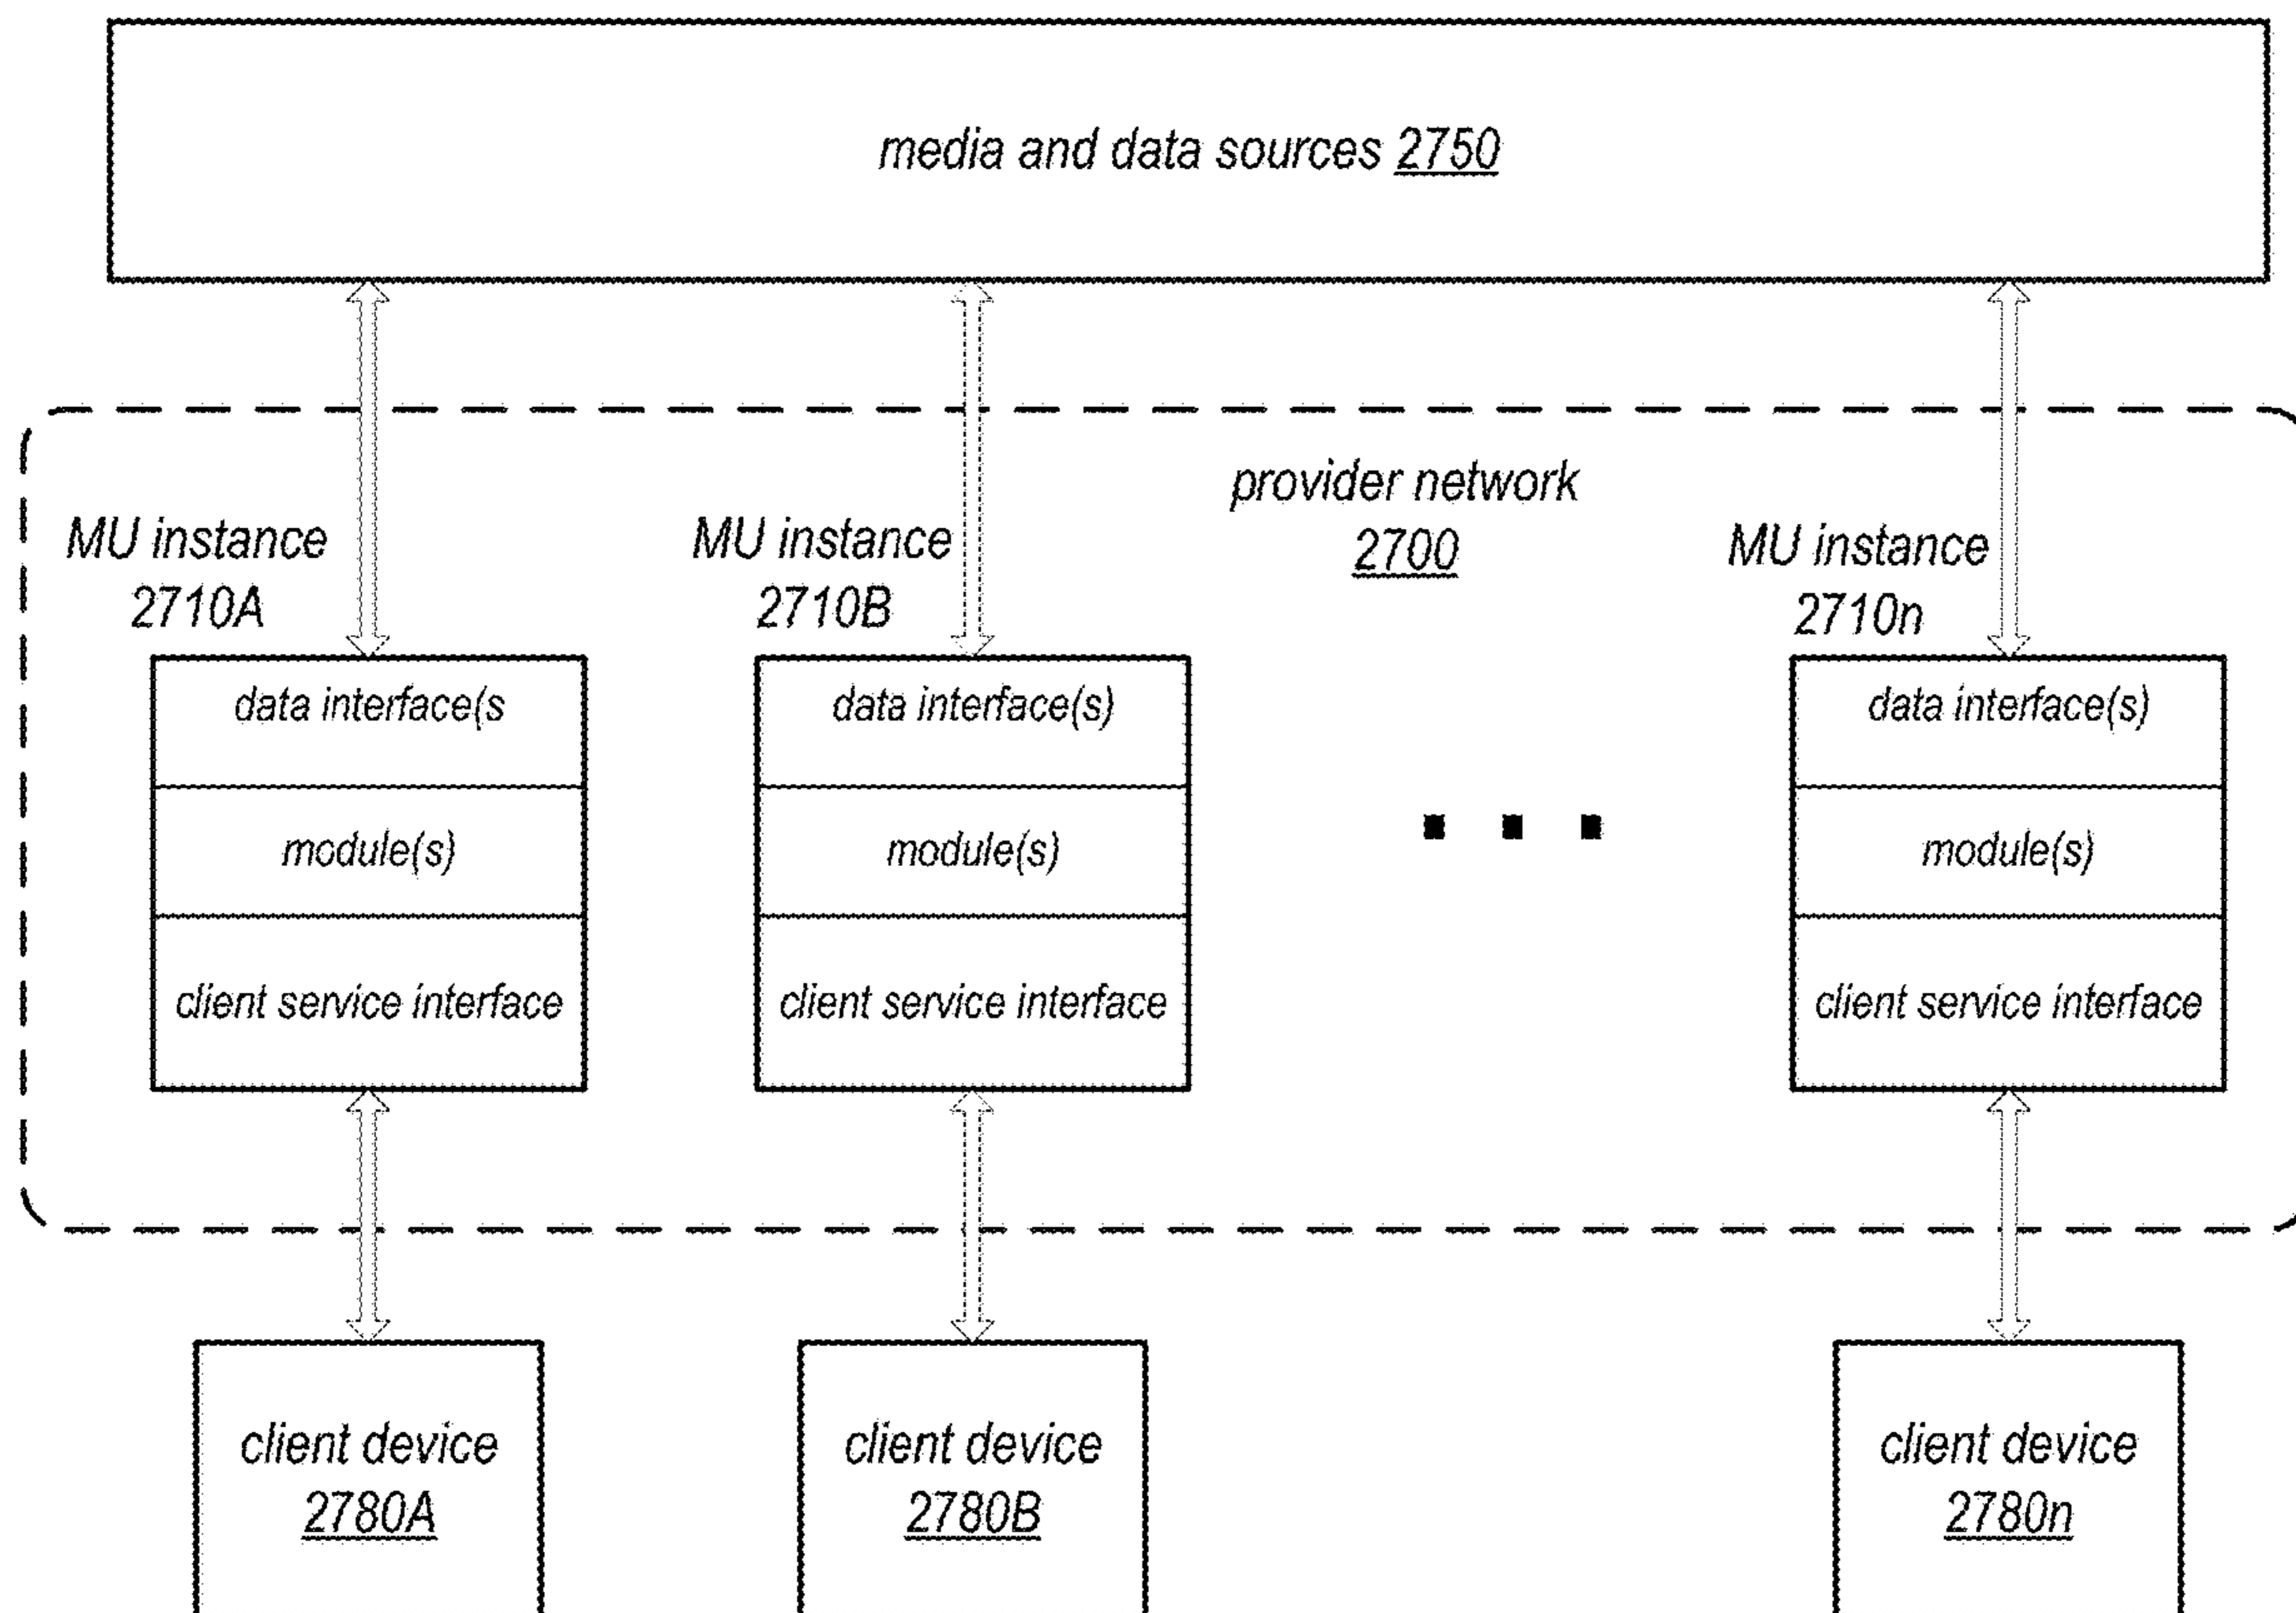 media and data sources 2750
provider network
2700
MU instance
2710A
MU instance
2710B
MU instance
2710n
data interface(s
module(s)
client service interface
data interface(s)
module(s)
client service interface
data interface(s)
module(s)
client service interface
client device
2780A
client device
2780B
client device
2780n